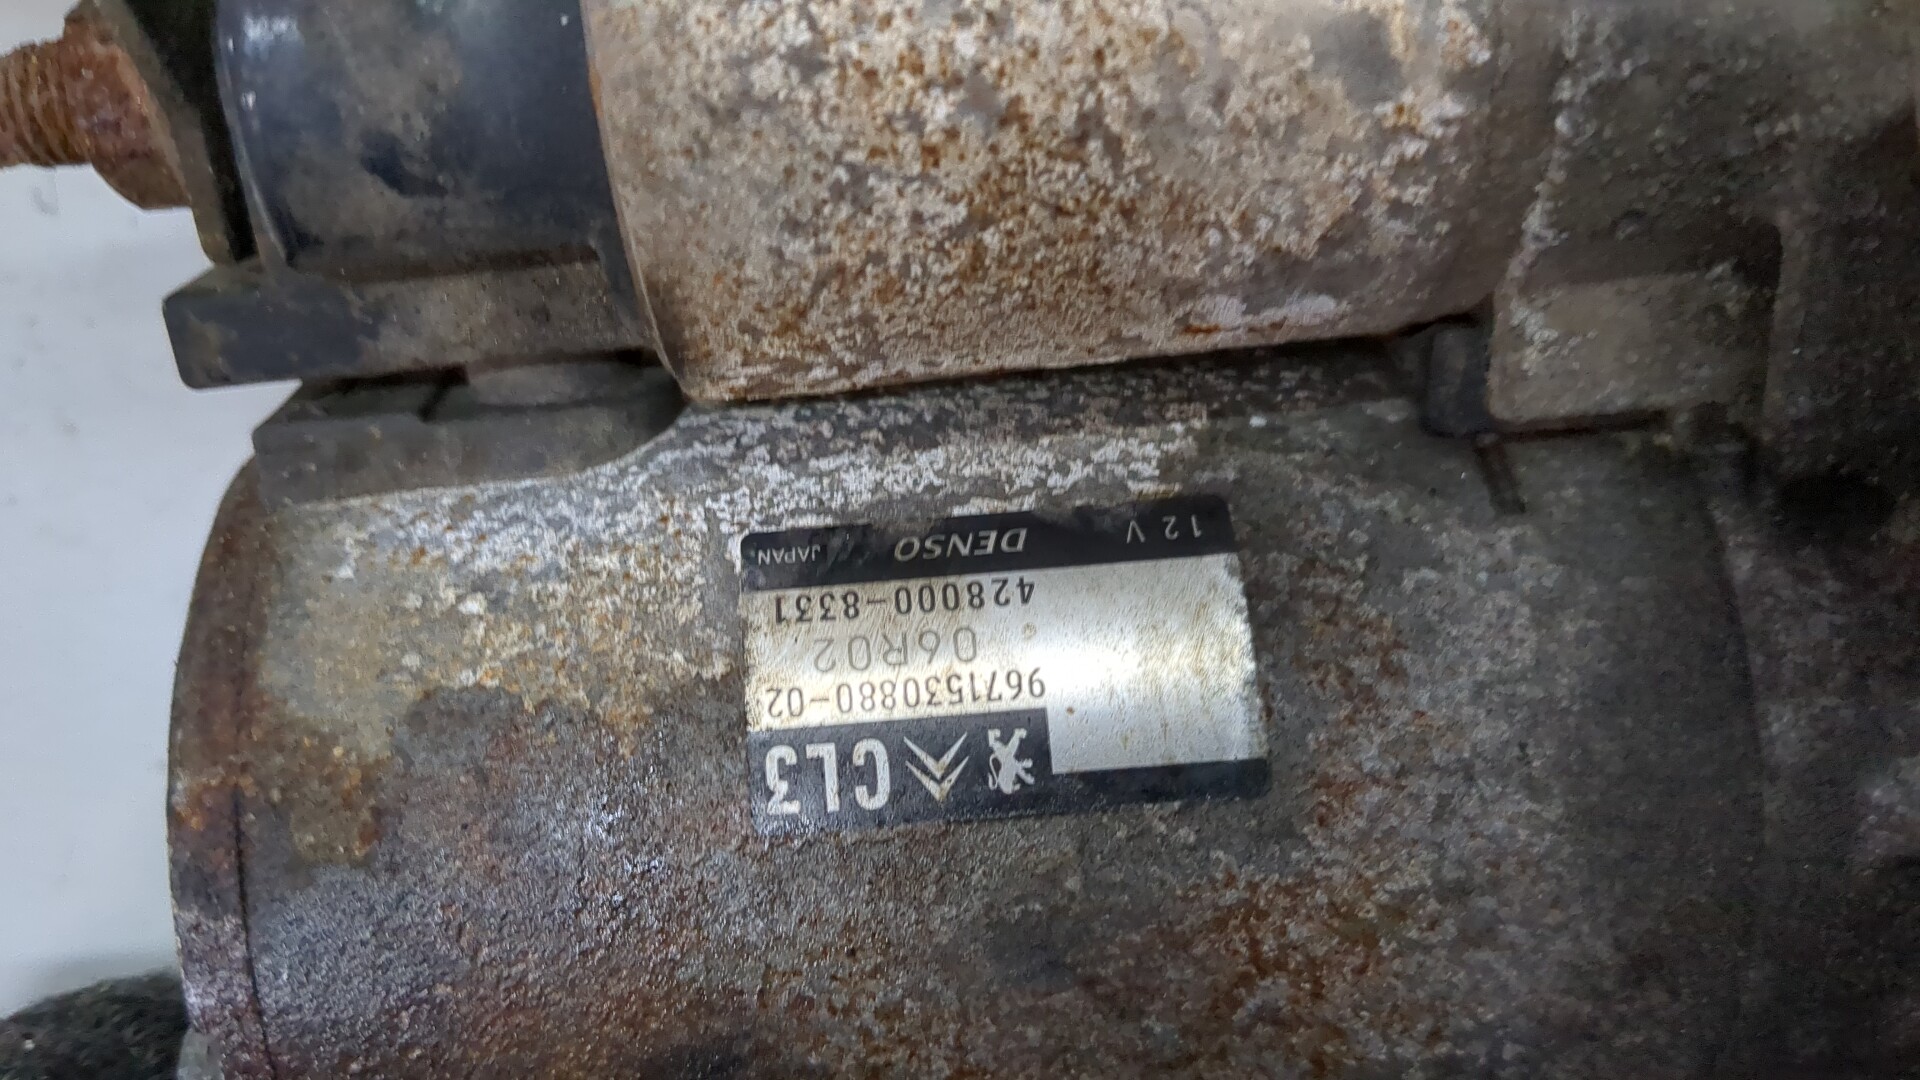 CL3
9671530880-02
06R02
428000-8331
12 V DENSO JAPAN